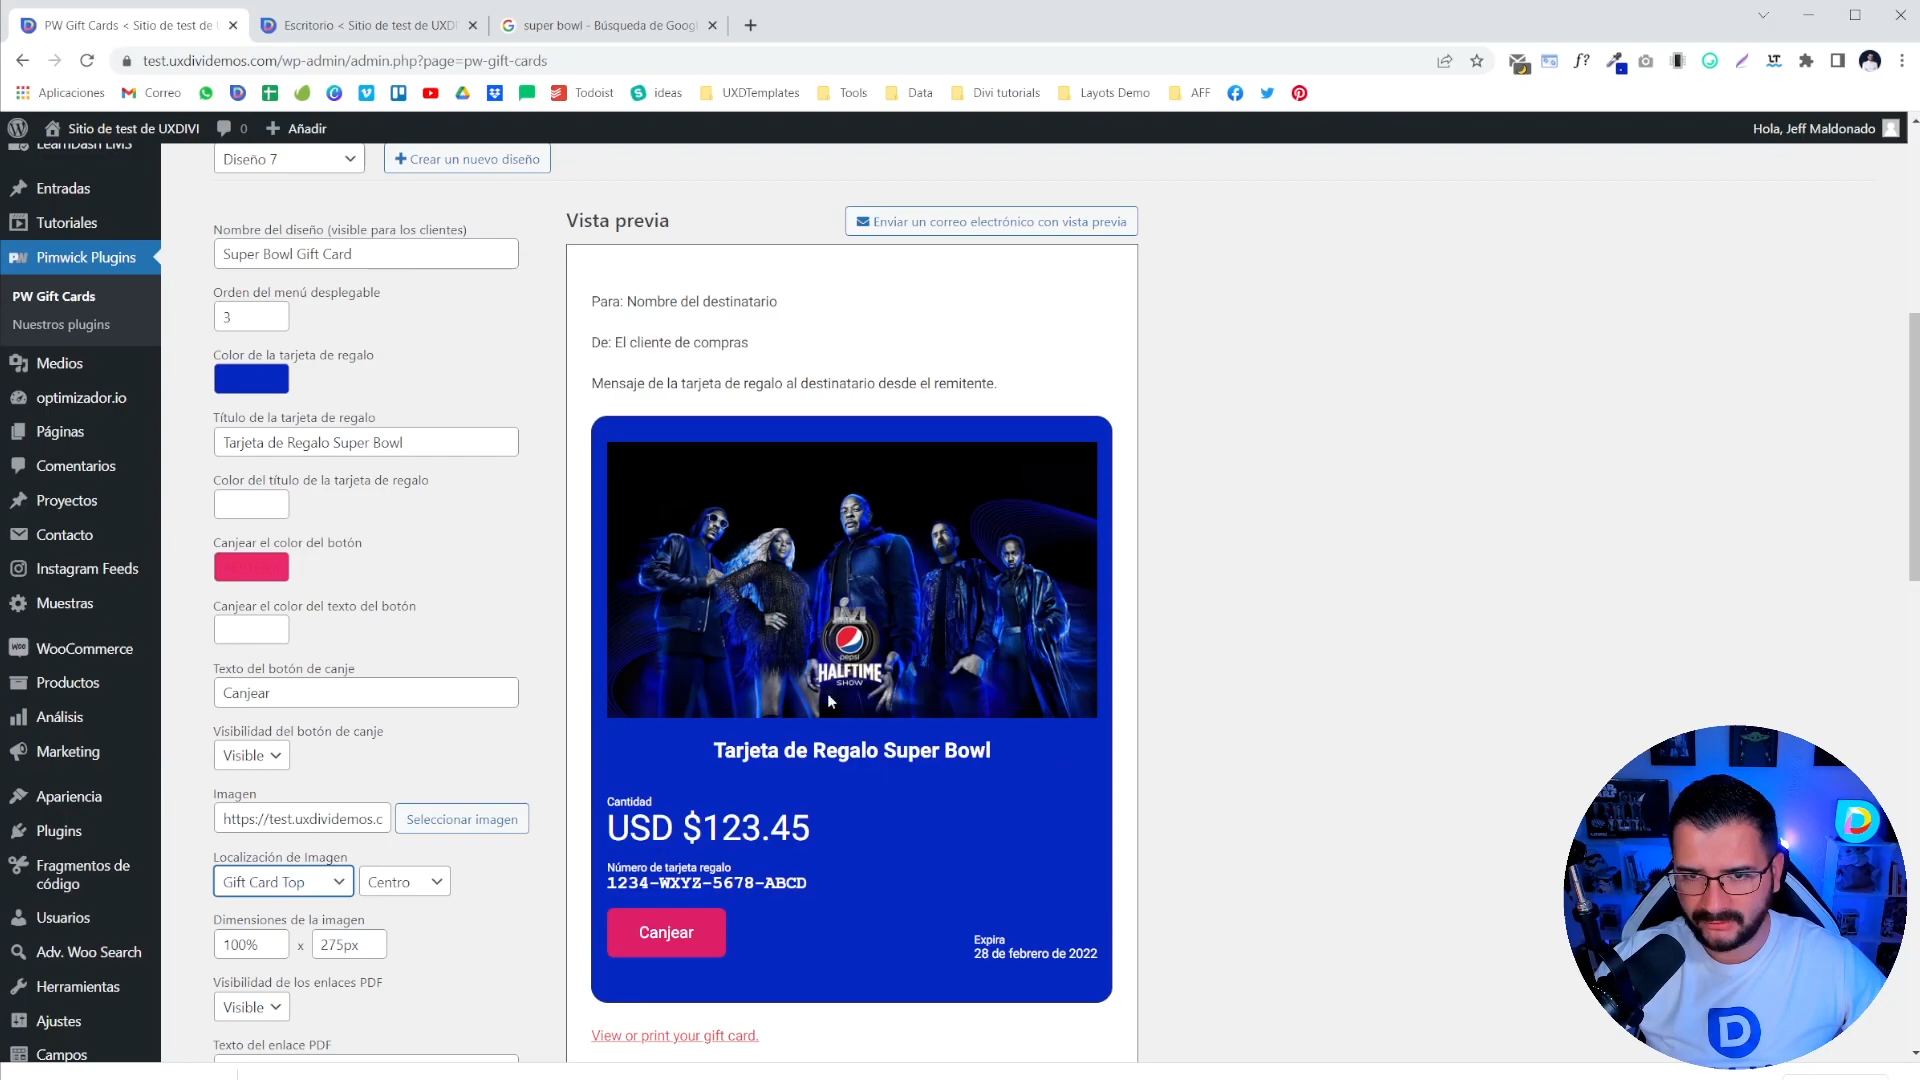 PW Gift Cards < Sitio de test de
Escritorio < Sitio de test de UXD
super bowl - Búsqueda de Goog
test.uxdividemos.com/wp-admin/admin.php?page=pw-gift-cards
Aplicaciones
Correo
Todoist
ideas
UXDTemplates
Tools
Data
Divi tutorials
Layots Demo
AFF
Sitio de test de UXDIVI
0
Añadir
Hola, Jeff Maldonado
LearnDash LMS
Entradas
Tutoriales
Pimwick Plugins
PW Gift Cards
Nuestros plugins
Medios
optimizador.io
Páginas
Comentarios
Proyectos
Contacto
Instagram Feeds
Muestras
WooCommerce
Productos
Análisis
Marketing
Apariencia
Plugins
Fragmentos de
código
Usuarios
Adv. Woo Search
Herramientas
Ajustes
Campos
Diseño 7
Crear un nuevo diseño
Nombre del diseño (visible para los clientes)
Super Bowl Gift Card
Orden del menú desplegable
3
Color de la tarjeta de regalo
Título de la tarjeta de regalo
Tarjeta de Regalo Super Bowl
Color del título de la tarjeta de regalo
Canjear el color del botón
Canjear el color del texto del botón
Texto del botón de canje
Canjear
Visibilidad del botón de canje
Visible
Imagen
https://test.uxdividemos.c
Seleccionar imagen
Localización de Imagen
Gift Card Top
Centro
Dimensiones de la imagen
100% x 275px
Visibilidad de los enlaces PDF
Visible
Texto del enlace PDF
Vista previa
Enviar un correo electrónico con vista previa
Para: Nombre del destinatario
De: El cliente de compras
Mensaje de la tarjeta de regalo al destinatario desde el remitente.
LVI
pepsi
HALFTIME
SHOW
Tarjeta de Regalo Super Bowl
Cantidad
USD $123.45
Número de tarjeta regalo
1234-WXYZ-5678-ABCD
Canjear
Expira
28 de febrero de 2022
View or print your gift card.